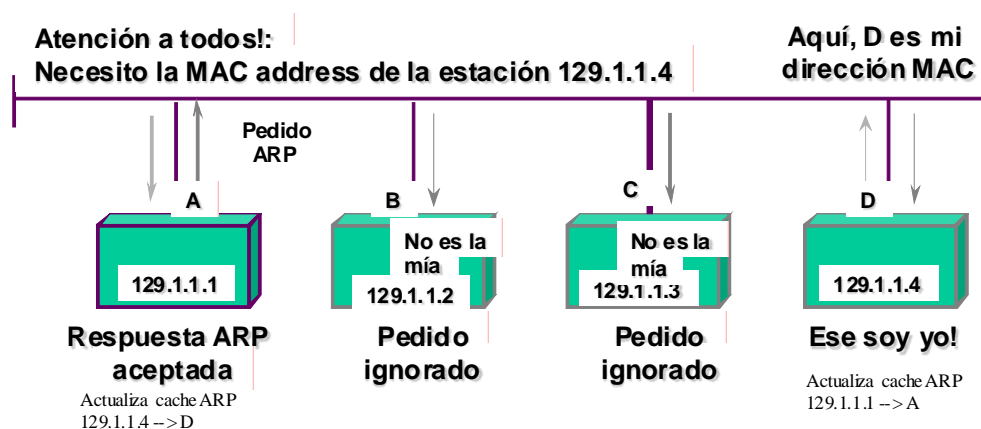 Atención a todos!:
Necesito la MAC address de la estación 129.1.1.4
Aquí, D es mi
dirección MAC
Pedido
ARP
A
B
C
D
No es la
mía
No es la
mía
129.1.1.1
129.1.1.2
129.1.1.3
129.1.1.4
Respuesta ARP
aceptada
Pedido
ignorado
Pedido
ignorado
Ese soy yo!
Actualiza cache ARP
129.1.1.4 --> D
Actualiza cache ARP
129.1.1.1 --> A